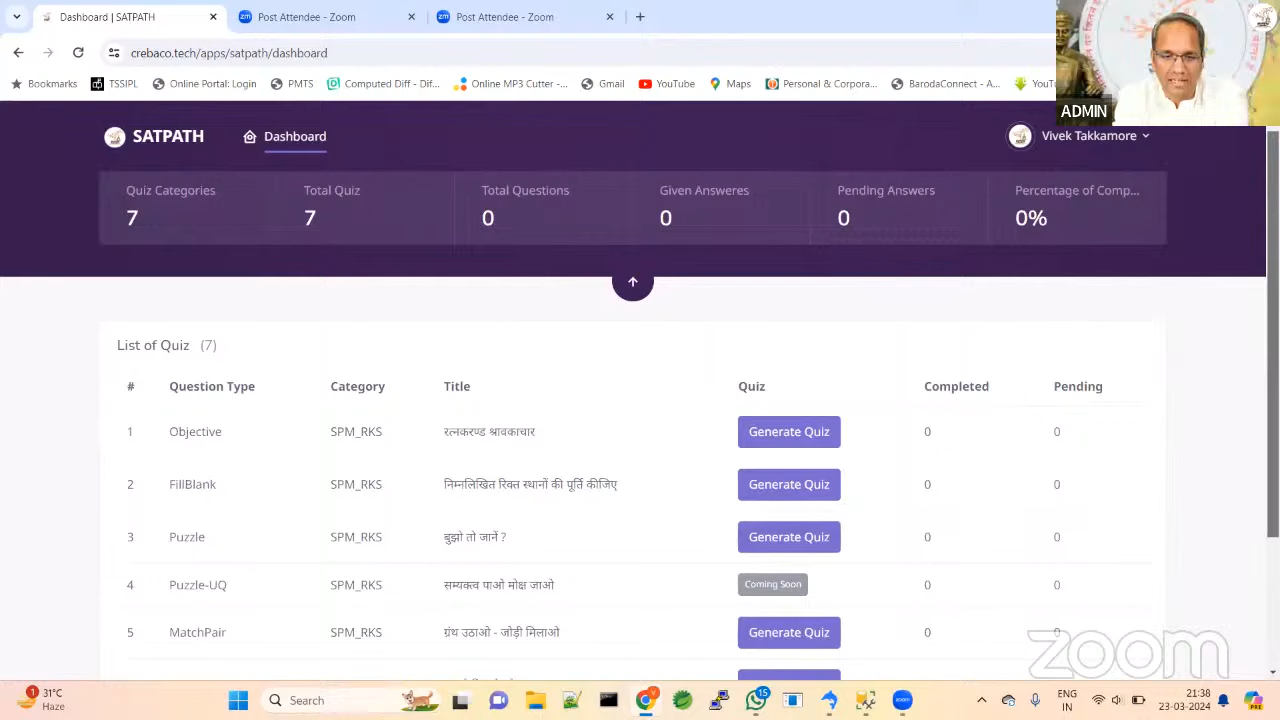 Dashboard | SATPATH
Post Attendee - Zoom
Post Attendee - Zoom
crebaco.tech/apps/satpath/dashboard
Bookmarks
TSSIPL
Online Portal: Login
PMTS
Computed Diff - Dif...
Online MP3 Cutter -...
Gmail
YouTube
Maps
Personal & Corpora...
BarodaConnect - A...
ADMIN
SATPATH
Dashboard
Vivek Takkamore
Quiz Categories
Total Quiz
Total Questions
Given Answeres
Pending Answers
Percentage of Comp...
7
7
0
0
0
0%
List of Quiz (7)
# Question Type Category Title Quiz Completed Pending
1 Objective SPM_RKS रत्नकरण्ड श्रावकाचार Generate Quiz 0 0
2 FillBlank SPM_RKS निम्नलिखित रिक्त स्थानों की पूर्ति कीजिए Generate Quiz 0 0
3 Puzzle SPM_RKS बुझो तो जानें ? Generate Quiz 0 0
4 Puzzle-UQ SPM_RKS सम्यक्त्व पाओ मोक्ष जाओ Coming Soon 0 0
5 MatchPair SPM_RKS ग्रंथ उठाओ - जोड़ी मिलाओ Generate Quiz 0 0
zoom
1
31°C
Haze
Search
15
zoom
ENG
IN
21:38
23-03-2024